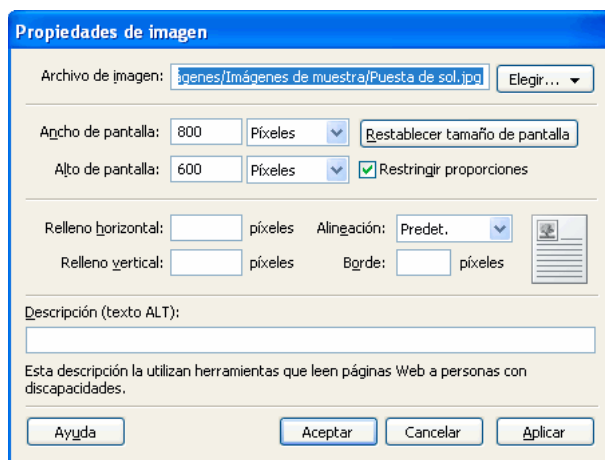 Propiedades de imagen
Archivo de imagen: ágenes/Imágenes de muestra/Puesta de sol.jpg Elegir...
Ancho de pantalla: 800 Píxeles Restablecer tamaño de pantalla
Alto de pantalla: 600 Píxeles Restringir proporciones
Relleno horizontal: píxeles Alineación: Predet.
Relleno vertical: píxeles Borde: píxeles
Descripción (texto ALT):
Esta descripción la utilizan herramientas que leen páginas Web a personas con
discapacidades.
Ayuda Aceptar Cancelar Aplicar